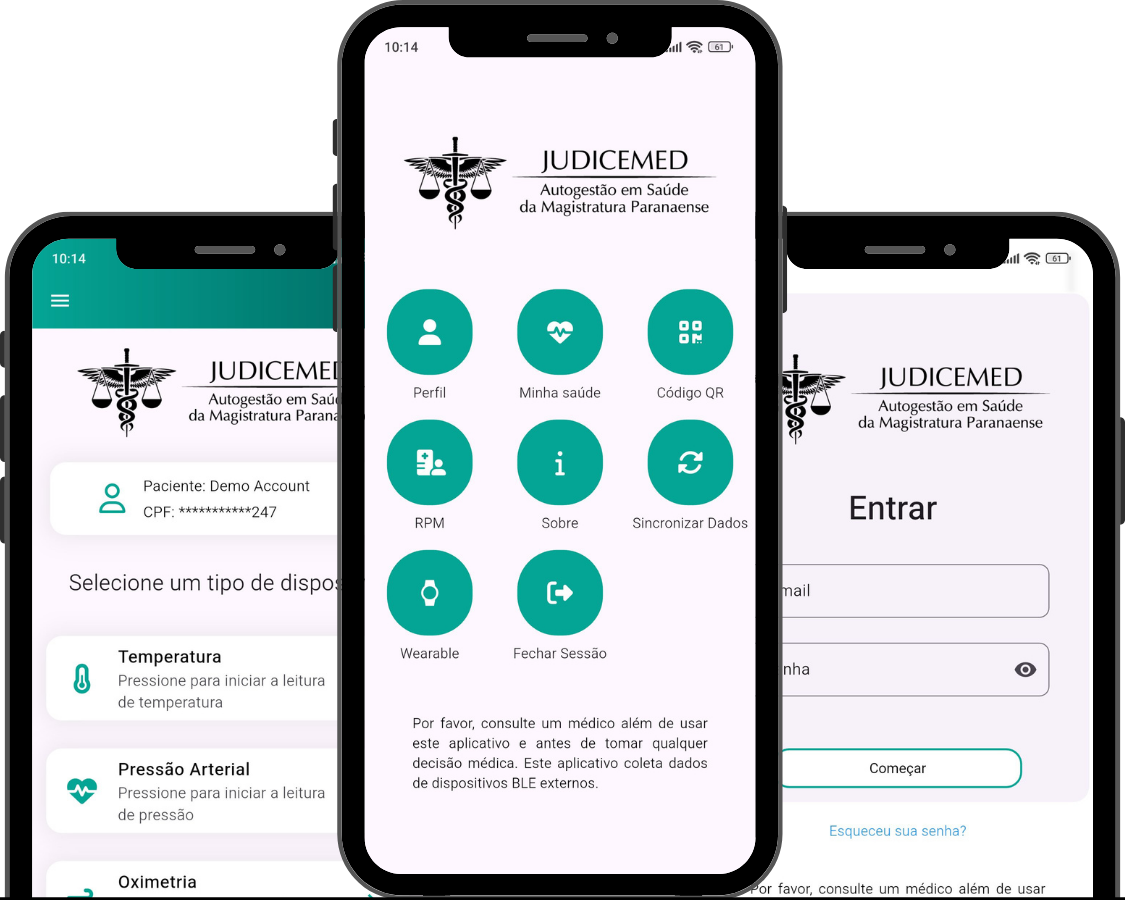 10:14
61
JUDICEMED
Autogestão em Saúde
da Magistratura Paranaense
Perfil
Minha saúde
Código QR
RPM
Sobre
Sincronizar Dados
Wearable
Fechar Sessão
Por favor, consulte um médico além de usar
este aplicativo e antes de tomar qualquer
decisão médica. Este aplicativo coleta dados
de dispositivos BLE externos.
10:14
JUDICEME
Autogestão em Saú
da Magistratura Parana
Paciente: Demo Account
CPF: ***********247
Selecione um tipo de dispos
Temperatura
Pressione para iniciar a leitura
de temperatura
Pressão Arterial
Pressione para iniciar a leitura
de pressão
Oximetria
61
JUDICEMED
Autogestão em Saúde
da Magistratura Paranaense
Entrar
mail
nha
Começar
Esqueceu sua senha?
Por favor, consulte um médico além de usar